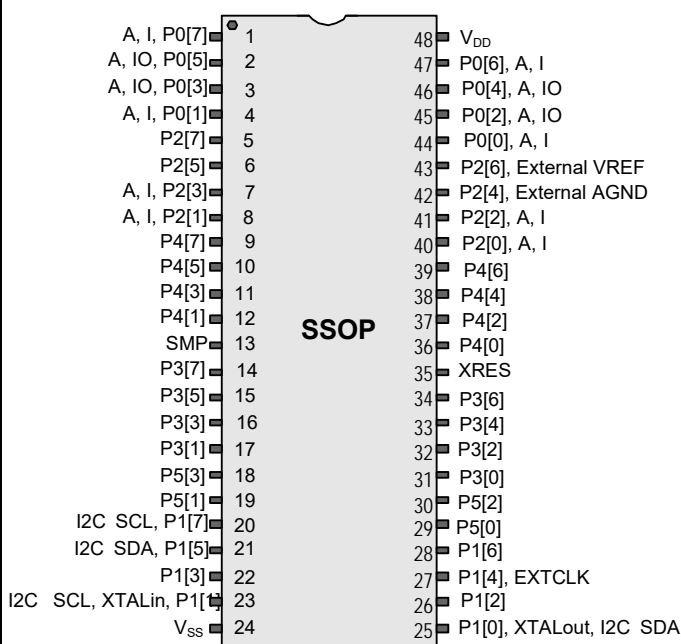 A, I, P0[7] 1
A, IO, P0[5] 2
A, IO, P0[3] 3
A, I, P0[1] 4
P2[7] 5
P2[5] 6
A, I, P2[3] 7
A, I, P2[1] 8
P4[7] 9
P4[5] 10
P4[3] 11
P4[1] 12
SMP 13
P3[7] 14
P3[5] 15
P3[3] 16
P3[1] 17
P5[3] 18
P5[1] 19
I2C SCL, P1[7] 20
I2C SDA, P1[5] 21
P1[3] 22
I2C SCL, XTALin, P1[1] 23
VSS 24
SSOP
48 VDD
47 P0[6], A, I
46 P0[4], A, IO
45 P0[2], A, IO
44 P0[0], A, I
43 P2[6], External VREF
42 P2[4], External AGND
41 P2[2], A, I
40 P2[0], A, I
39 P4[6]
38 P4[4]
37 P4[2]
36 P4[0]
35 XRES
34 P3[6]
33 P3[4]
32 P3[2]
31 P3[0]
30 P5[2]
29 P5[0]
28 P1[6]
27 P1[4], EXTCLK
26 P1[2]
25 P1[0], XTALout, I2C SDA